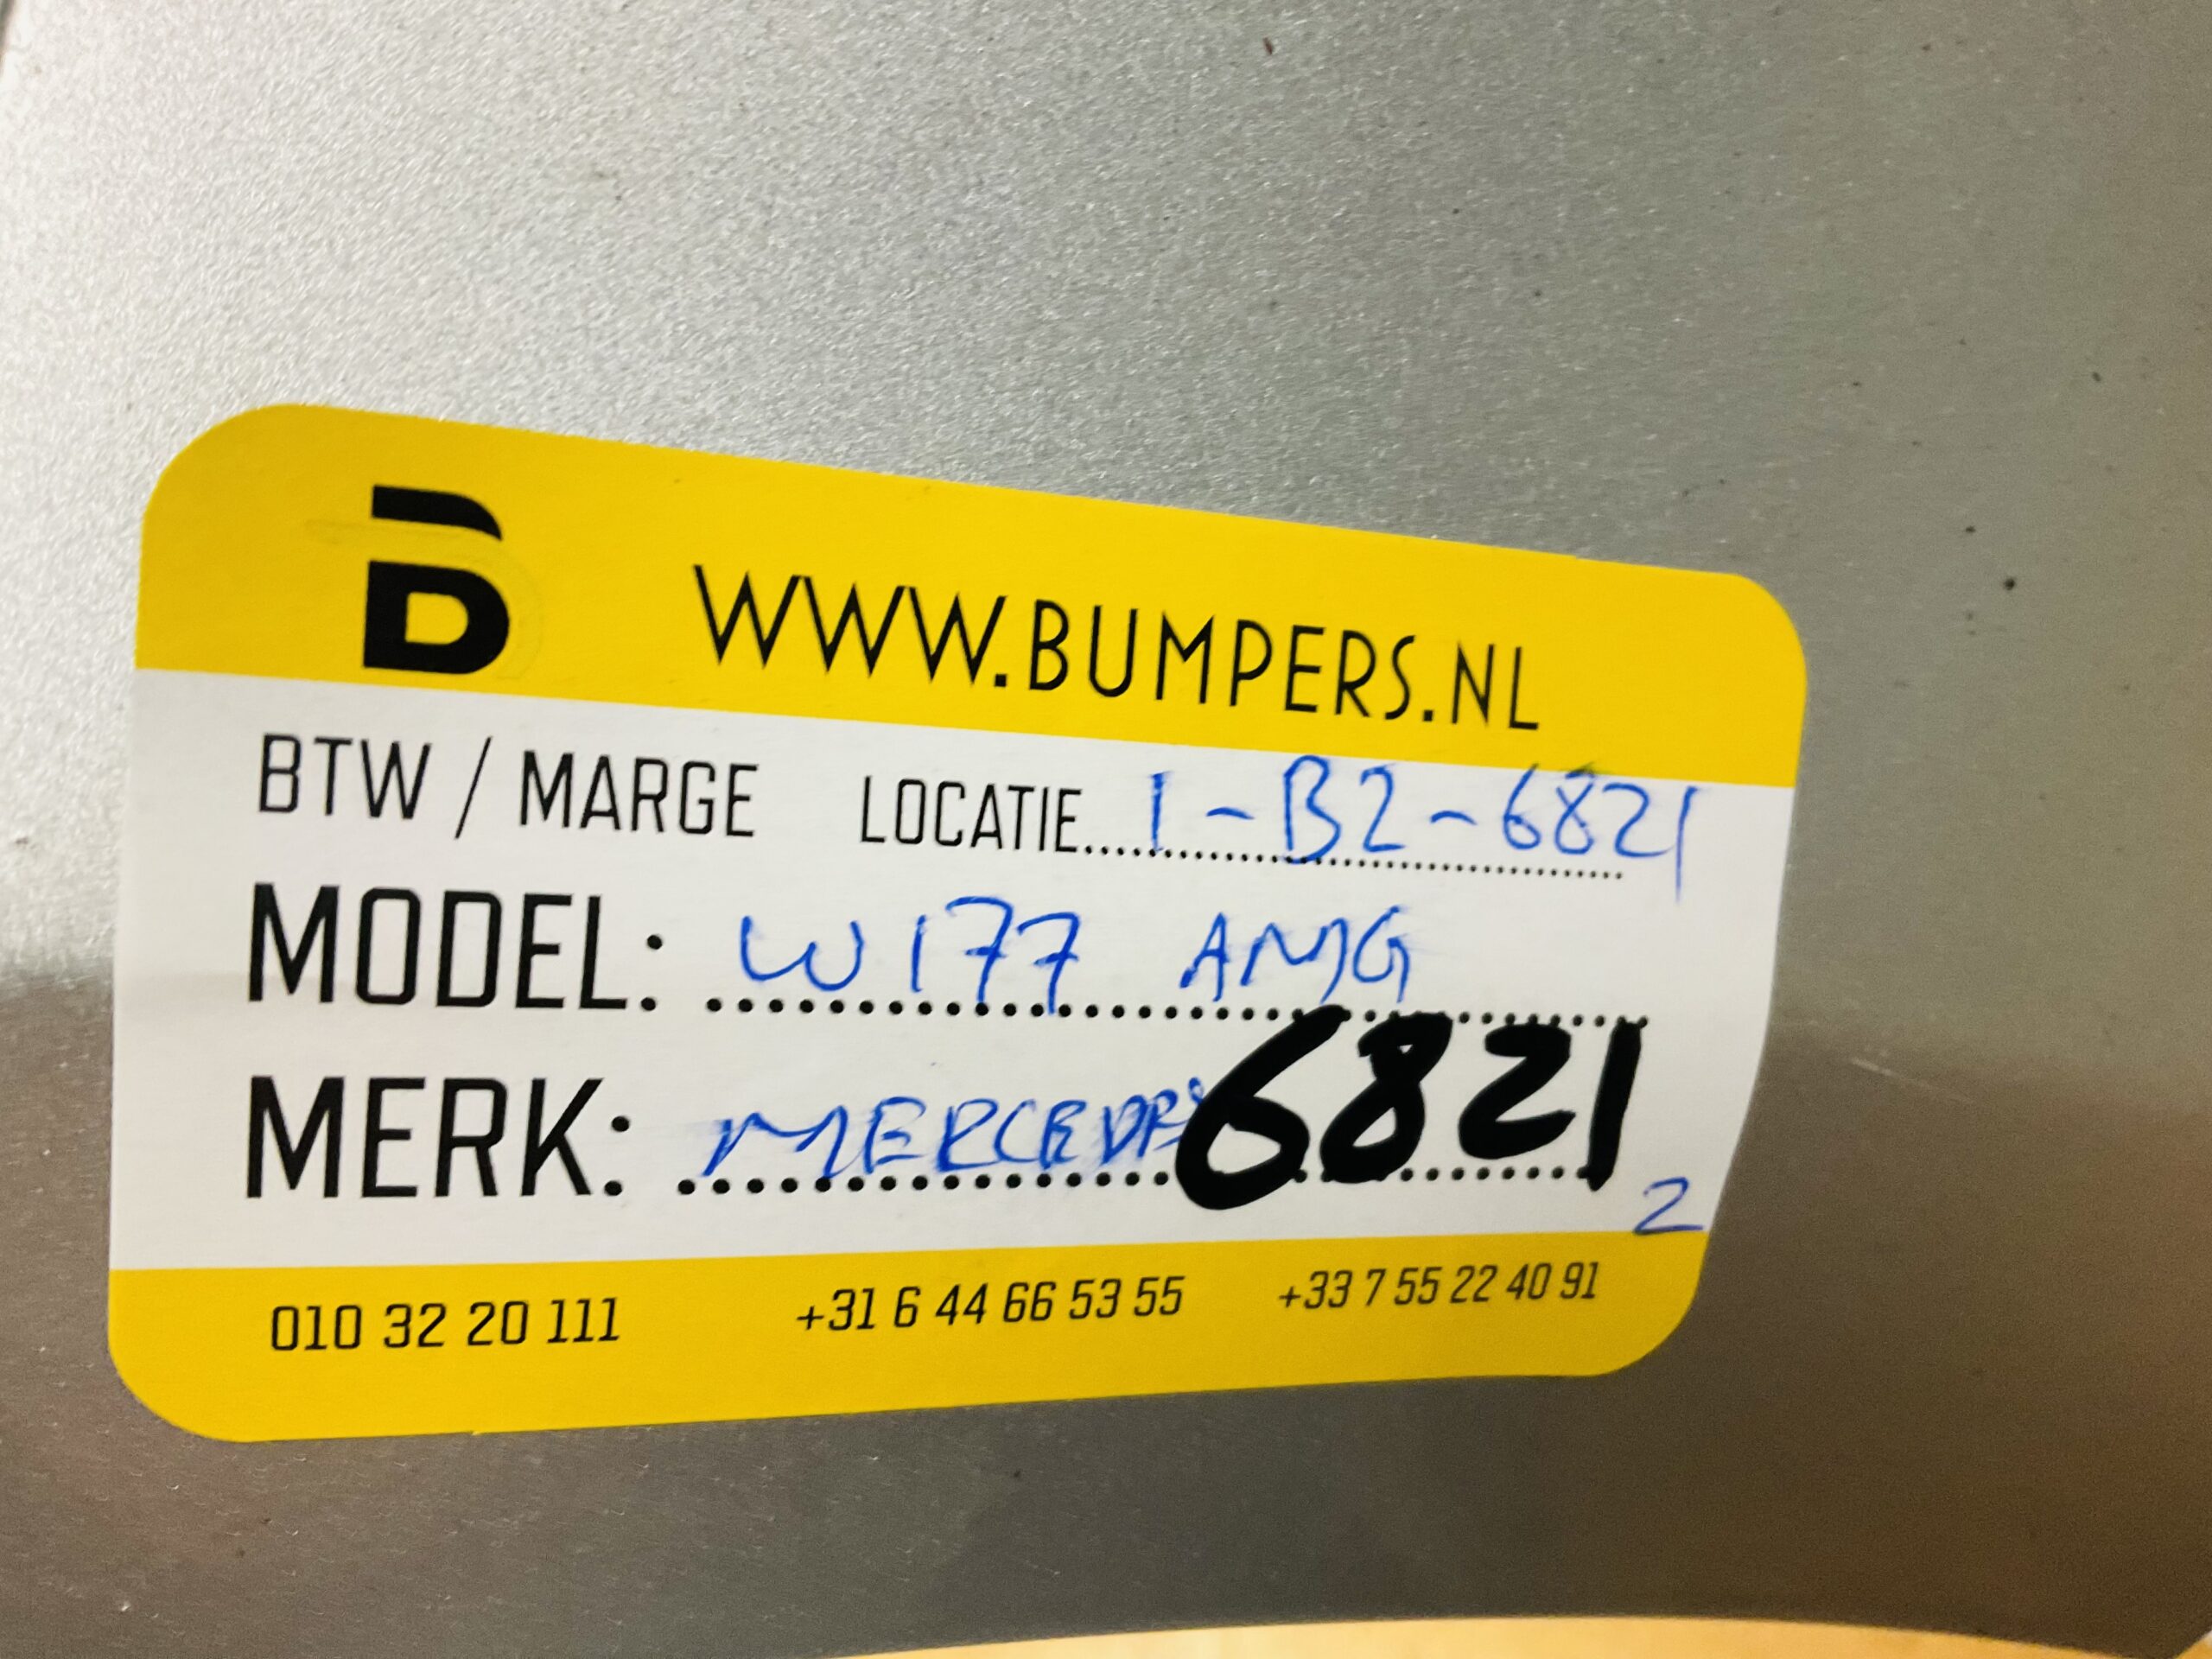 B WWW.BUMPERS.NL
BTW / MARGE LOCATIE...1-B2-6821
MODEL: W177 AMG
MERK: MERCEDES 6821
2
010 32 20 111 +31 6 44 66 53 55 +33 7 55 22 40 91